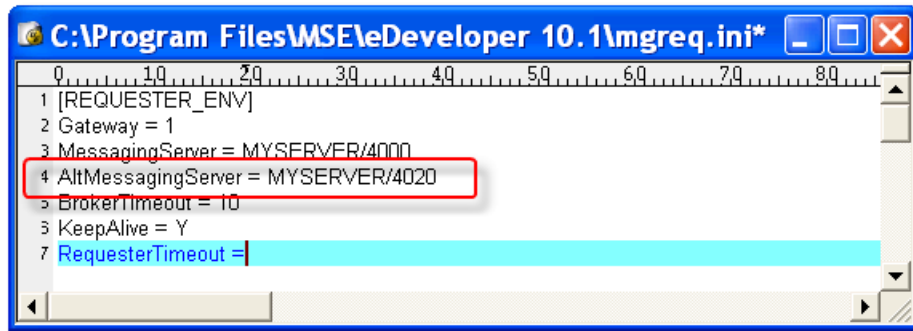 C:\Program Files\MSE\eDeveloper 10.1\mgreq.ini*
0 10 20 30 40 50 60 70 80
1 [REQUESTER_ENV]
2 Gateway = 1
3 MessagingServer = MYSERVER/4000
4 AltMessagingServer = MYSERVER/4020
5 BrokerTimeout = 10
6 KeepAlive = Y
7 RequesterTimeout =